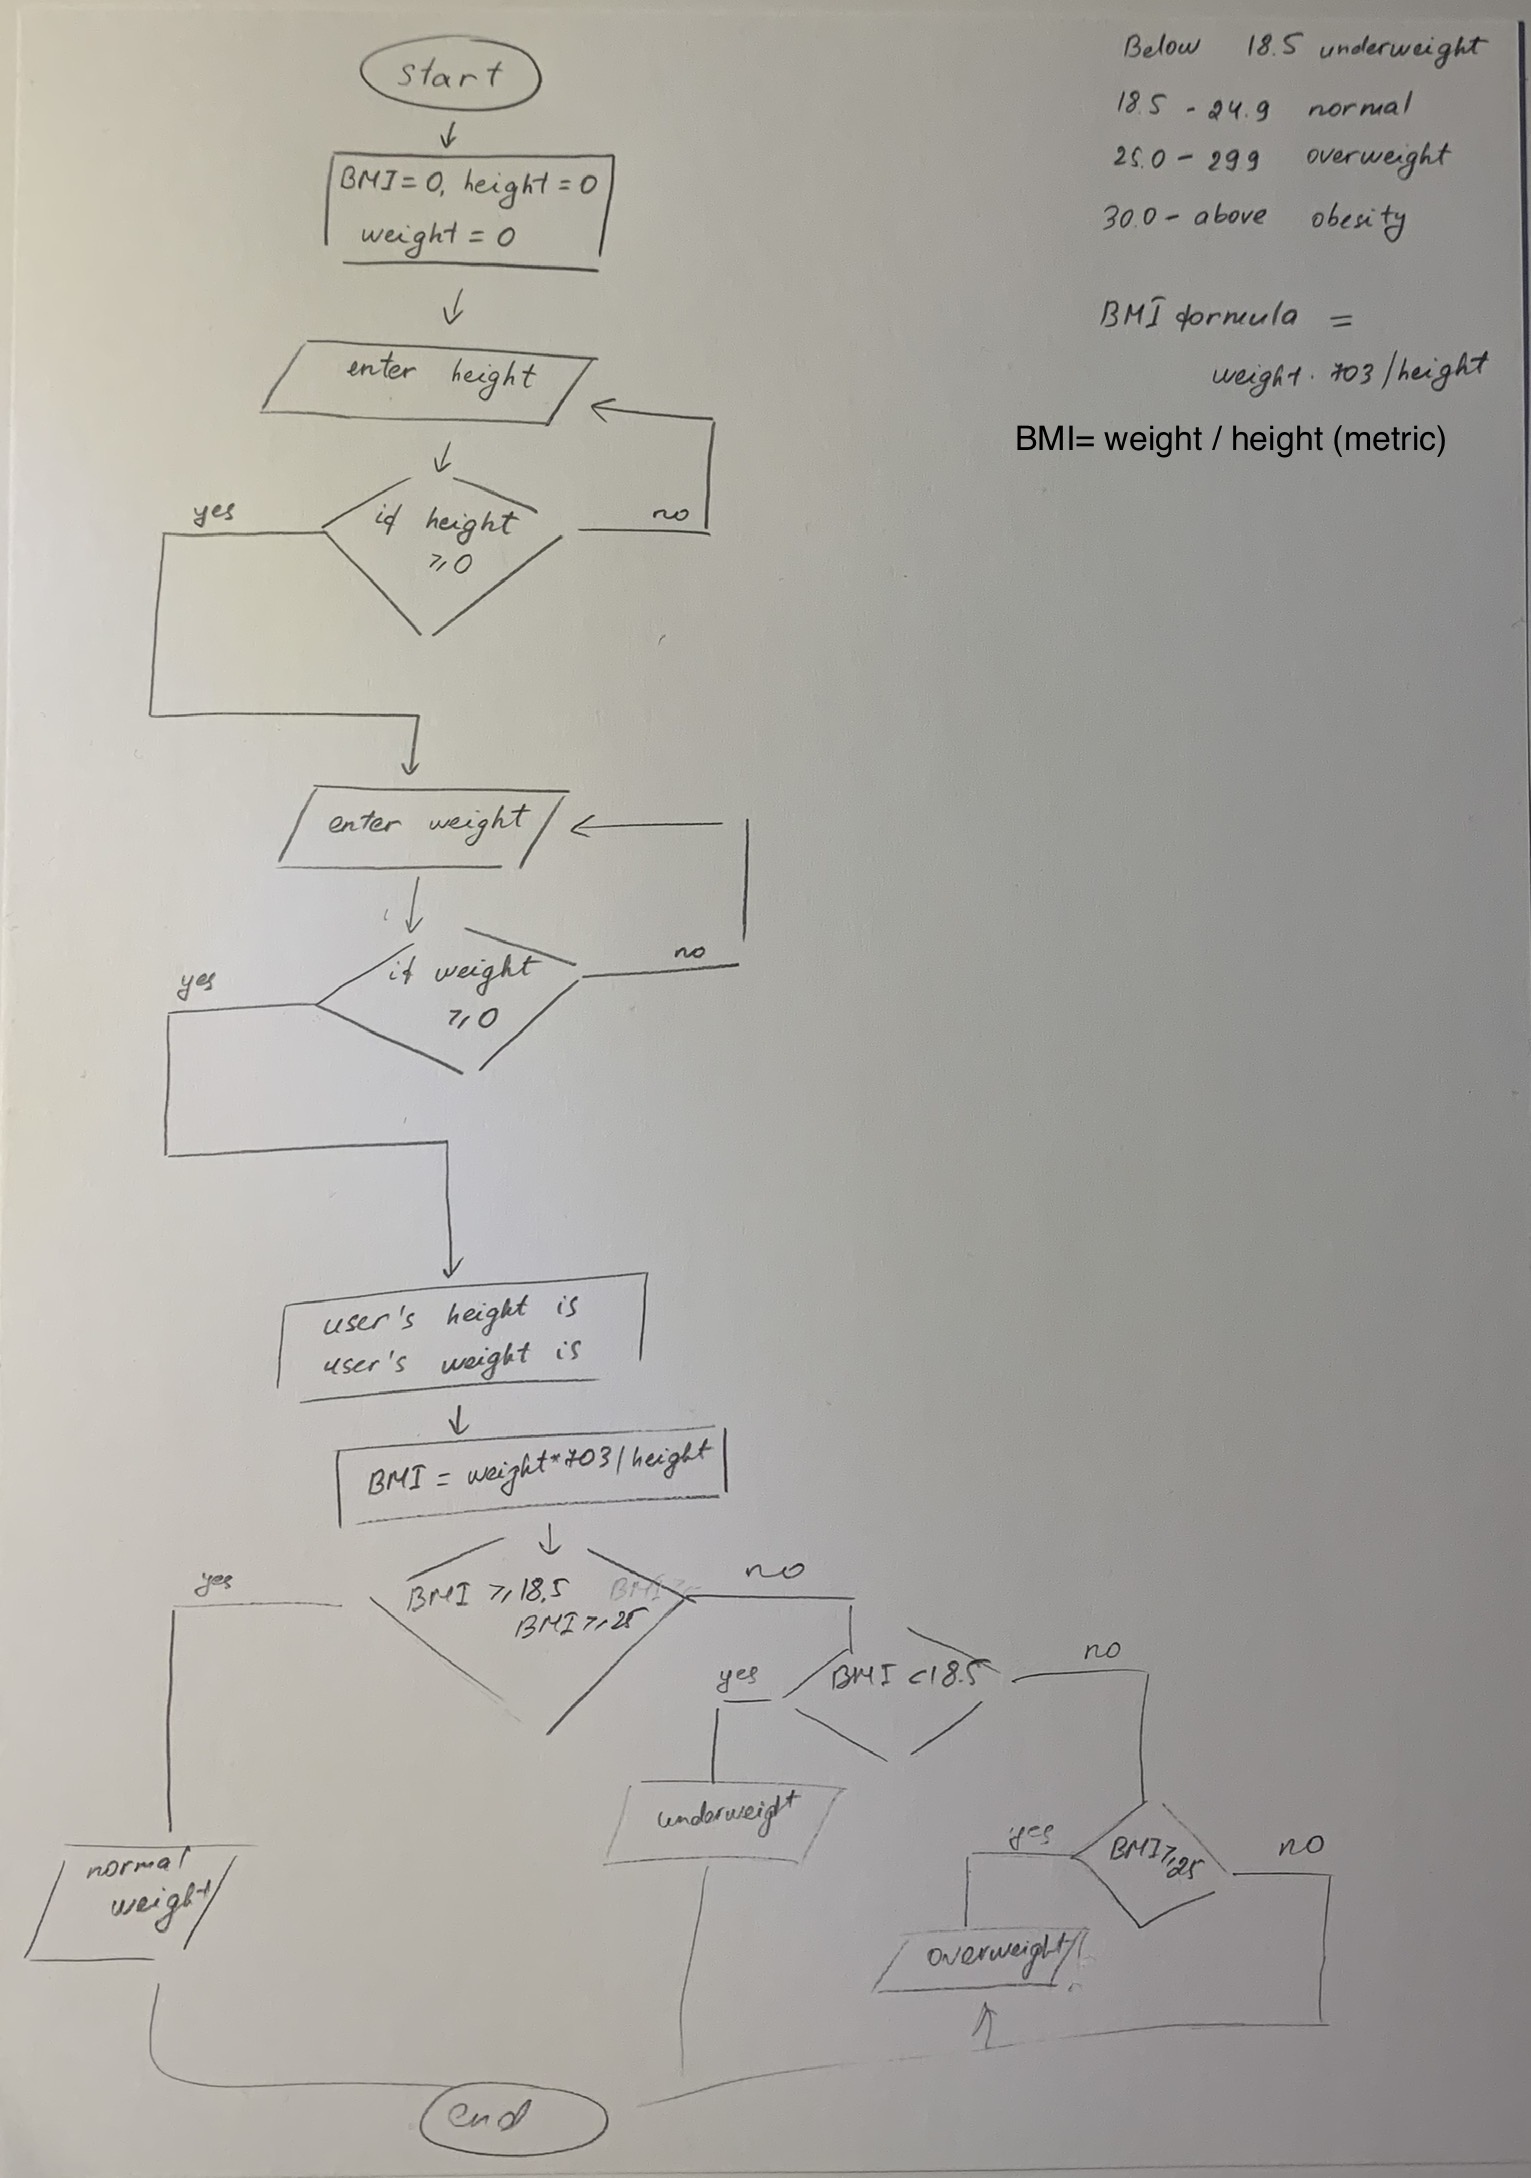 start
BMI=0, height=0
weight=0
enter height
yes
if height
≥0
no
enter weight
yes
if weight
≥0
no
user's height is
user's weight is
BMI = weight*703/height
yes
BMI ≥18.5 BMI≥
BMI≥25
no
yes
BMI <18.5
no
normal
weight
underweight
yes
BMI≥25
no
overweight
end
Below 18.5 underweight
18.5 - 24.9 normal
25.0 - 29.9 overweight
30.0 - above obesity
BMI formula =
weight · 703/height
BMI= weight / height (metric)